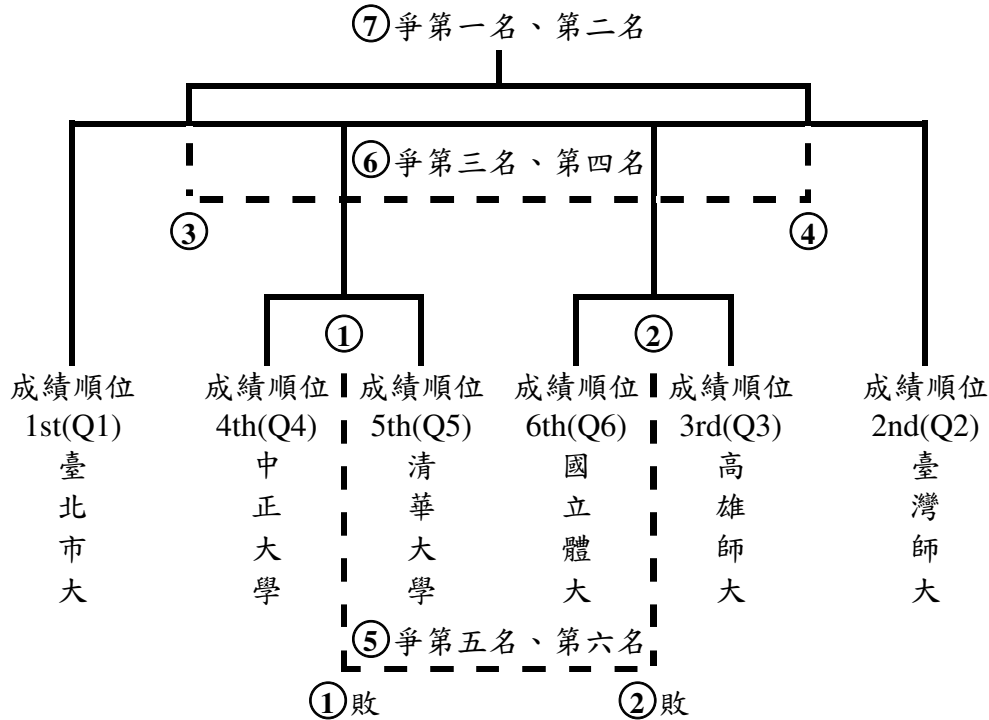 ⑦爭第一名、第二名
⑥爭第三名、第四名
③
④
①
②
成績順位 1st(Q1) 臺北市大
成績順位 4th(Q4) 中正大學
成績順位 5th(Q5) 清華大學
成績順位 6th(Q6) 國立體大
成績順位 3rd(Q3) 高雄師大
成績順位 2nd(Q2) 臺灣師大
⑤爭第五名、第六名
①敗
②敗